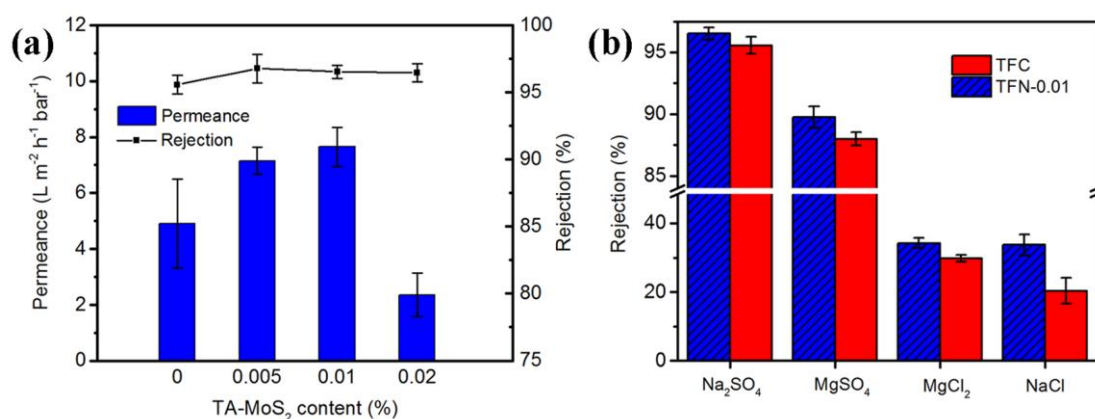 (a)
Permeance (L m⁻² h⁻¹ bar⁻¹)
12
10
8
6
4
2
0
Permeance
Rejection
100
95
90
85
80
75
Rejection (%)
0 0.005 0.01 0.02
TA-MoS₂ content (%)
(b)
Rejection (%)
95
90
85
40
20
0
TFC
TFN-0.01
Na₂SO₄ MgSO₄ MgCl₂ NaCl